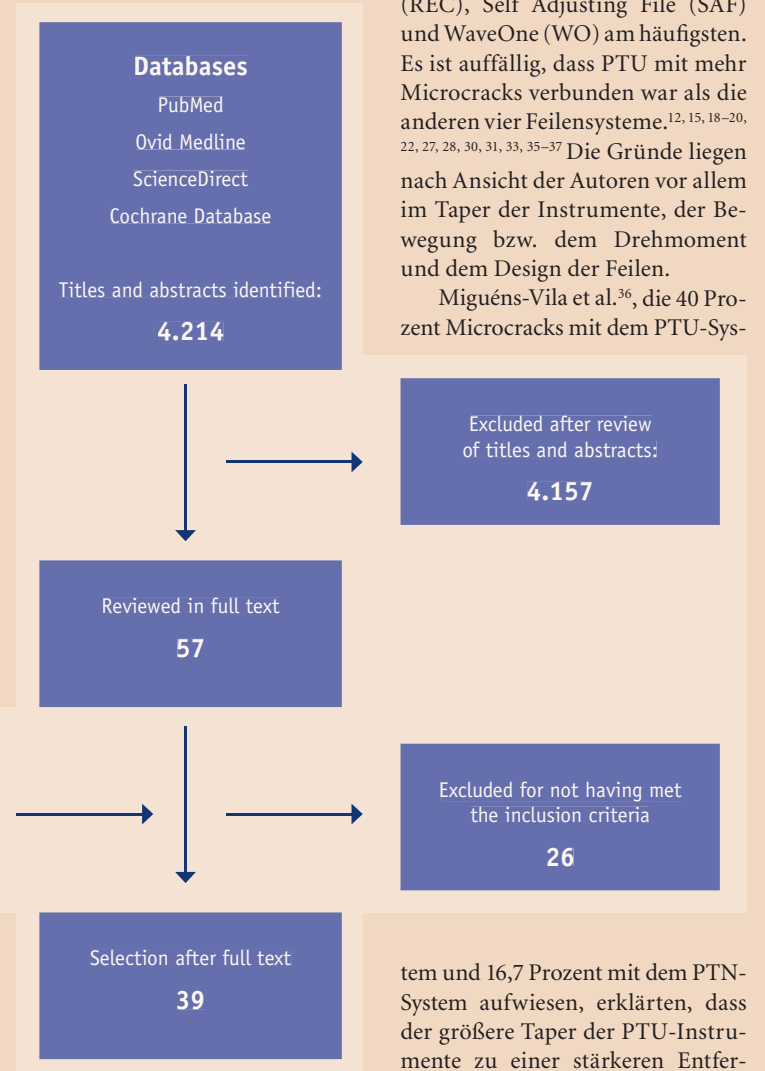 Databases
PubMed
Ovid Medline
ScienceDirect
Cochrane Database
Titles and abstracts identified:
4.214
Excluded after review
of titles and abstracts:
4.157
Reviewed in full text
57
Excluded for not having met
the inclusion criteria
26
Selection after full text
39
(REC), Self Adjusting File (SAF)
und WaveOne (WO) am häufigsten.
Es ist auffällig, dass PTU mit mehr
Microcracks verbunden war als die
anderen vier Feilensysteme.12, 15, 18–20,
22, 27, 28, 30, 31, 33, 35–37 Die Gründe liegen
nach Ansicht der Autoren vor allem
im Taper der Instrumente, der Be-
wegung bzw. dem Drehmoment
und dem Design der Feilen.
Miguéns-Vila et al.36, die 40 Pro-
zent Microcracks mit dem PTU-Sys-
tem und 16,7 Prozent mit dem PTN-
System aufwiesen, erklärten, dass
der größere Taper der PTU-Instru-
mente zu einer stärkeren Entfer-